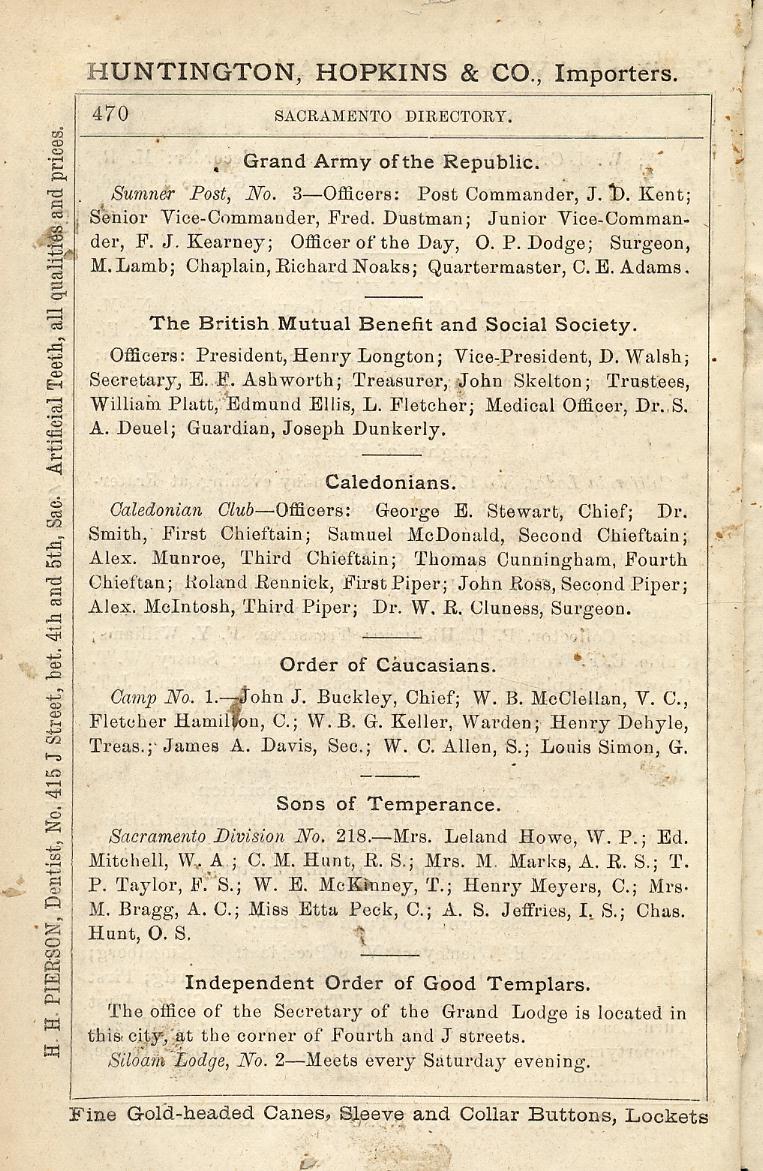 HUNTINGTON, HOPKINS & CO., Importers.
470 SACRAMENTO DIRECTORY.
Grand Army of the Republic.
Sumner Post, No. 3—Officers: Post Commander, J. D. Kent;
Senior Vice-Commander, Fred. Dustman; Junior Vice-Comman-
der, F. J. Kearney; Officer of the Day, O. P. Dodge; Surgeon,
M. Lamb; Chaplain, Richard Noaks; Quartermaster, C. E. Adams.
The British Mutual Benefit and Social Society.
Officers: President, Henry Longton; Vice-President, D. Walsh;
Secretary, E. F. Ashworth; Treasurer, John Skelton; Trustees,
William Platt, Edmund Ellis, L. Fletcher; Medical Officer, Dr. S.
A. Deuel; Guardian, Joseph Dunkerly.
Caledonians.
Caledonian Club—Officers: George E. Stewart, Chief; Dr.
Smith, First Chieftain; Samuel McDonald, Second Chieftain;
Alex. Munroe, Third Chieftain; Thomas Cunningham, Fourth
Chieftan; Roland Rennick, First Piper; John Ross, Second Piper;
Alex. McIntosh, Third Piper; Dr. W. R. Cluness, Surgeon.
Order of Caucasians.
Camp No. 1.—John J. Buckley, Chief; W. B. McClellan, V. C.,
Fletcher Hamilton, C.; W. B. G. Keller, Warden; Henry Dehyle,
Treas.; James A. Davis, Sec.; W. C. Allen, S.; Louis Simon, G.
Sons of Temperance.
Sacramento Division No. 218.—Mrs. Leland Howe, W. P.; Ed.
Mitchell, W. A ; C. M. Hunt, R. S.; Mrs. M. Marks, A. R. S.; T.
P. Taylor, F. S.; W. E. McKinney, T.; Henry Meyers, C.; Mrs.
M. Bragg, A. C.; Miss Etta Peck, C.; A. S. Jeffries, I. S.; Chas.
Hunt, O. S.
Independent Order of Good Templars.
The office of the Secretary of the Grand Lodge is located in
this city, at the corner of Fourth and J streets.
Siloam Lodge, No. 2—Meets every Saturday evening.
Fine Gold-headed Canes, Sleeve and Collar Buttons, Lockets
H. H. PIERSON, Dentist, No. 415 J Street, bet. 4th and 5th, Sac. Artificial Teeth, all qualities and prices.